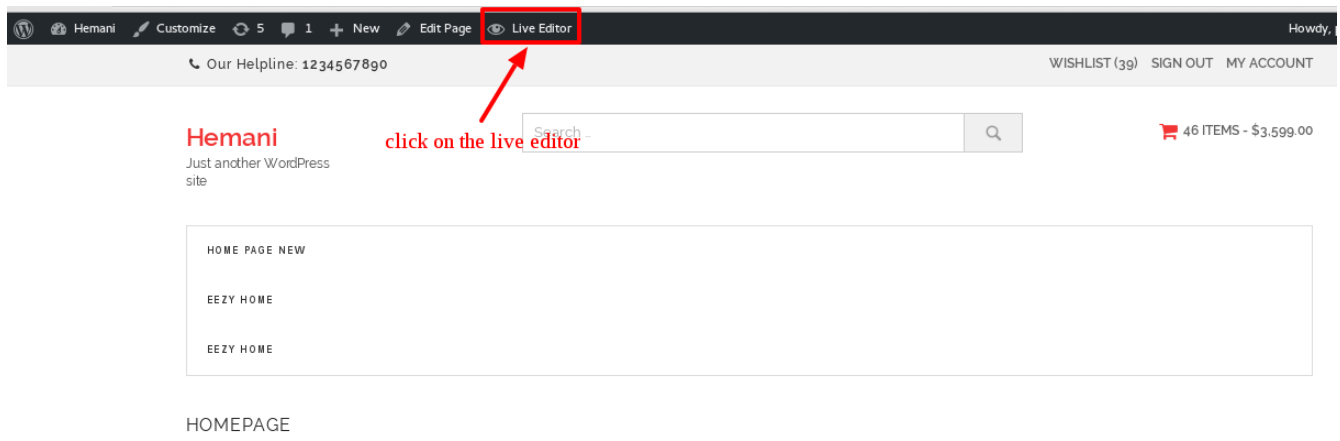 Hemani Customize 5 1 New Edit Page Live Editor Howdy,
Our Helpline: 1234567890 WISHLIST (39) SIGN OUT MY ACCOUNT
Hemani click on the live editor Search … 46 ITEMS - $3,599.00
Just another WordPress
site
HOME PAGE NEW
EEZY HOME
EEZY HOME
HOMEPAGE